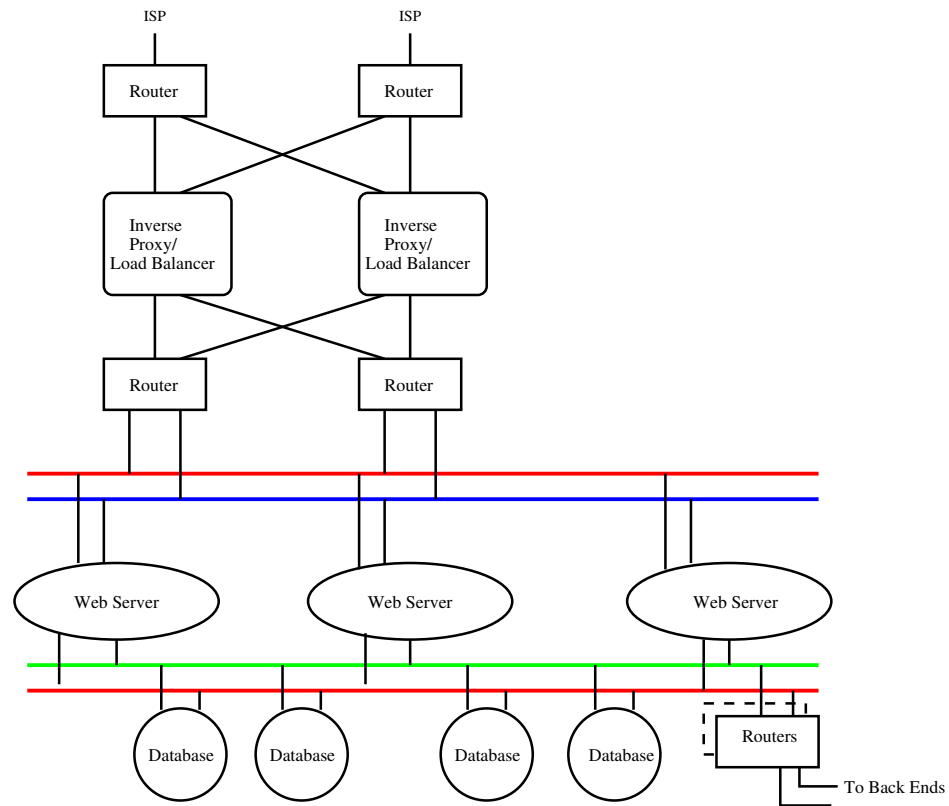 ISP
ISP
Router
Router
Inverse
Proxy/
Load Balancer
Inverse
Proxy/
Load Balancer
Router
Router
Web Server
Web Server
Web Server
Database
Database
Database
Database
Routers
To Back Ends